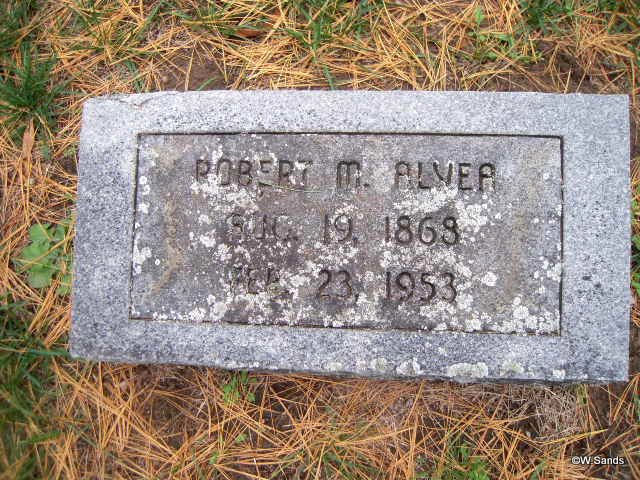 ROBERT M. ALVEA
AUG. 19, 1868
FEB. 23, 1953
©W.Sands